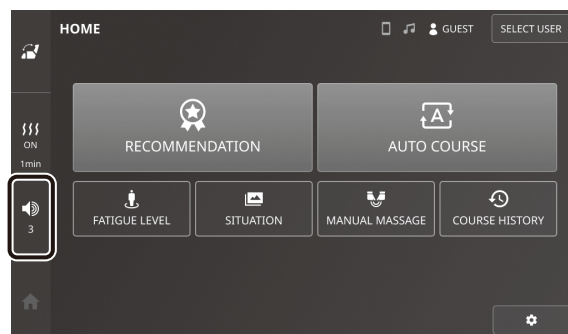 HOME
GUEST
SELECT USER
ON
1min
3
RECOMMENDATION
A
AUTO COURSE
FATIGUE LEVEL
SITUATION
MANUAL MASSAGE
COURSE HISTORY